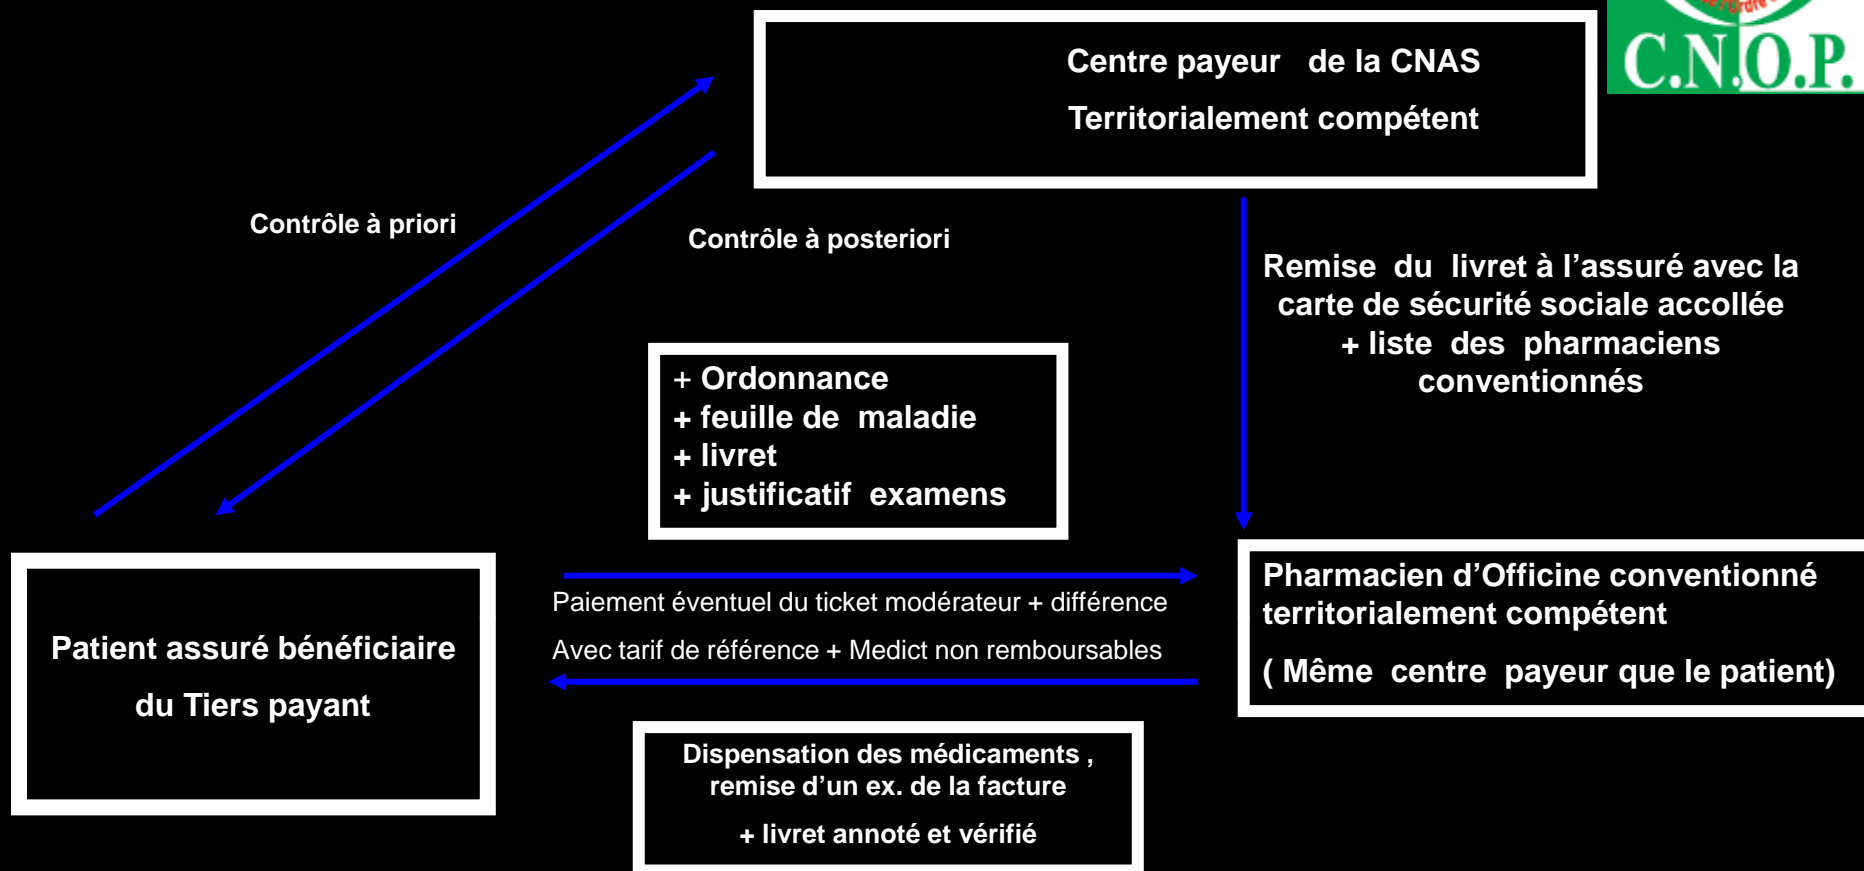 Centre payeur de la CNAS
Territorialement compétent
C.N.O.P.
Contrôle à priori
Contrôle à posteriori
Remise du livret à l’assuré avec la
carte de sécurité sociale accollée
+ liste des pharmaciens
conventionnés
+ Ordonnance
+ feuille de maladie
+ livret
+ justificatif examens
Patient assuré bénéficiaire
du Tiers payant
Paiement éventuel du ticket modérateur + différence
Avec tarif de référence + Medict non remboursables
Pharmacien d’Officine conventionné
territorialement compétent
( Même centre payeur que le patient)
Dispensation des médicaments ,
remise d’un ex. de la facture
+ livret annoté et vérifié